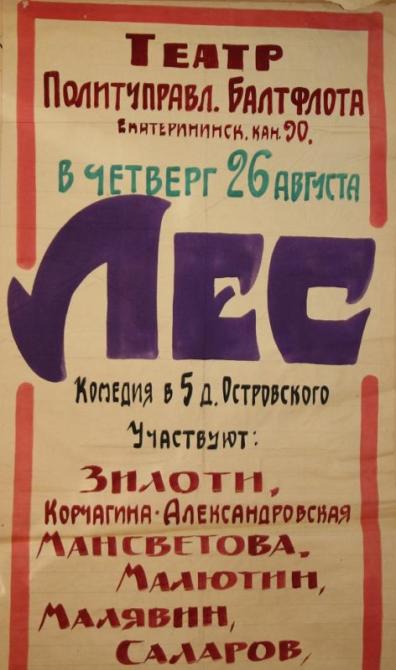 ТЕАТР
ПОЛИТУПРАВЛ. БАЛТФЛОТА
ЕКАТЕРИНИНСК. КАН. 90.
В ЧЕТВЕРГ 26 АВГУСТА
ЛЕС
КОМЕДИЯ В 5 Д. ОСТРОВСКОГО
УЧАСТВУЮТ:
ЗИЛОТИ,
КОРЧАГИНА-АЛЕКСАНДРОВСКАЯ
МАНСВЕТОВА,
МАЛЮТИН,
МАЛЯВИН,
САЛАРОВ,